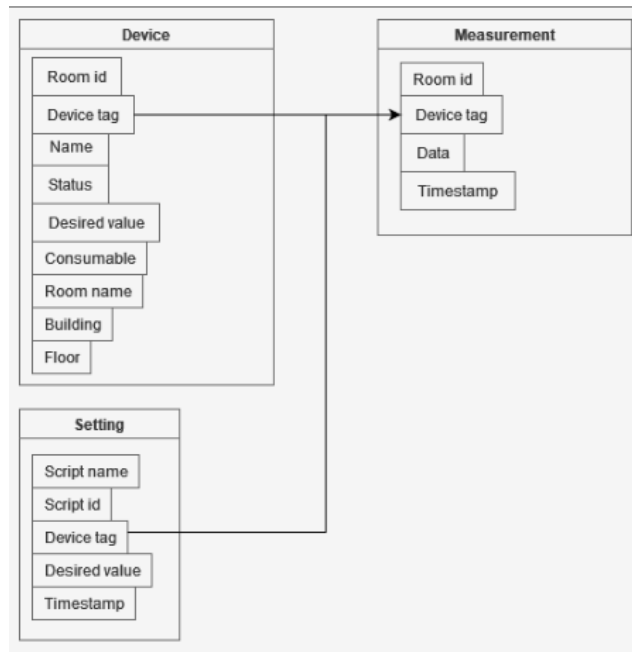 Device
Room id
Device tag
Name
Status
Desired value
Consumable
Room name
Building
Floor
Measurement
Room id
Device tag
Data
Timestamp
Setting
Script name
Script id
Device tag
Desired value
Timestamp